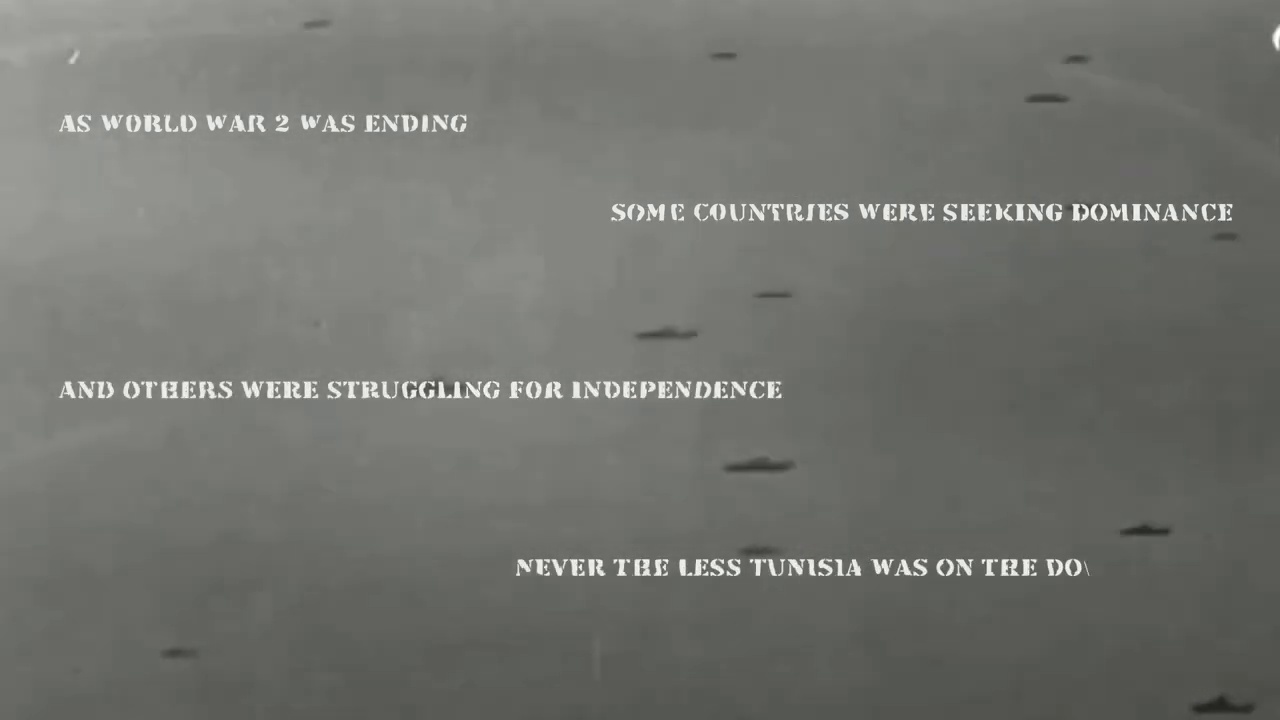 AS WORLD WAR 2 WAS ENDING
SOME COUNTRIES WERE SEEKING DOMINANCE
AND OTHERS WERE STRUGGLING FOR INDEPENDENCE
NEVER THE LESS TUNISIA WAS ON THE